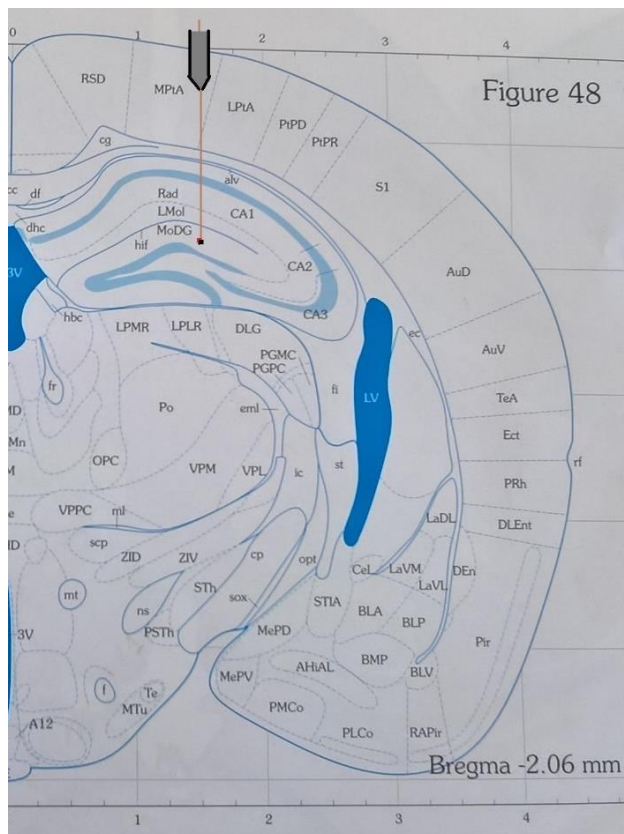 0 1 2 3 4
Figure 48
RSD
MPtA
LPtA
PtPD
PtPR
S1
cg
cc
df
alv
Rad
CA1
LMol
MoDG
dhc
hif
CA2
AuD
3V
CA3
hbc
LPMR
LPLR
DLG
ec
AuV
PGMC
PGPC
fr
fi
LV
TeA
MD
Po
eml
Ect
Mn
rf
M
OPC
VPM
VPL
ic
st
PRh
e
VPPC
ml
LaDL
DLEnt
ID
scp
ZID
ZIV
cp
opt
CeL
LaVM
DEn
LaVL
mt
STh
sox
STIA
BLA
ns
BLP
3V
PSTh
MePD
Pir
BMP
AHiAL
BLV
MePV
f
Te
MTu
PMCo
A12
PLCo
RAPir
Bregma -2.06 mm
1 2 3 4